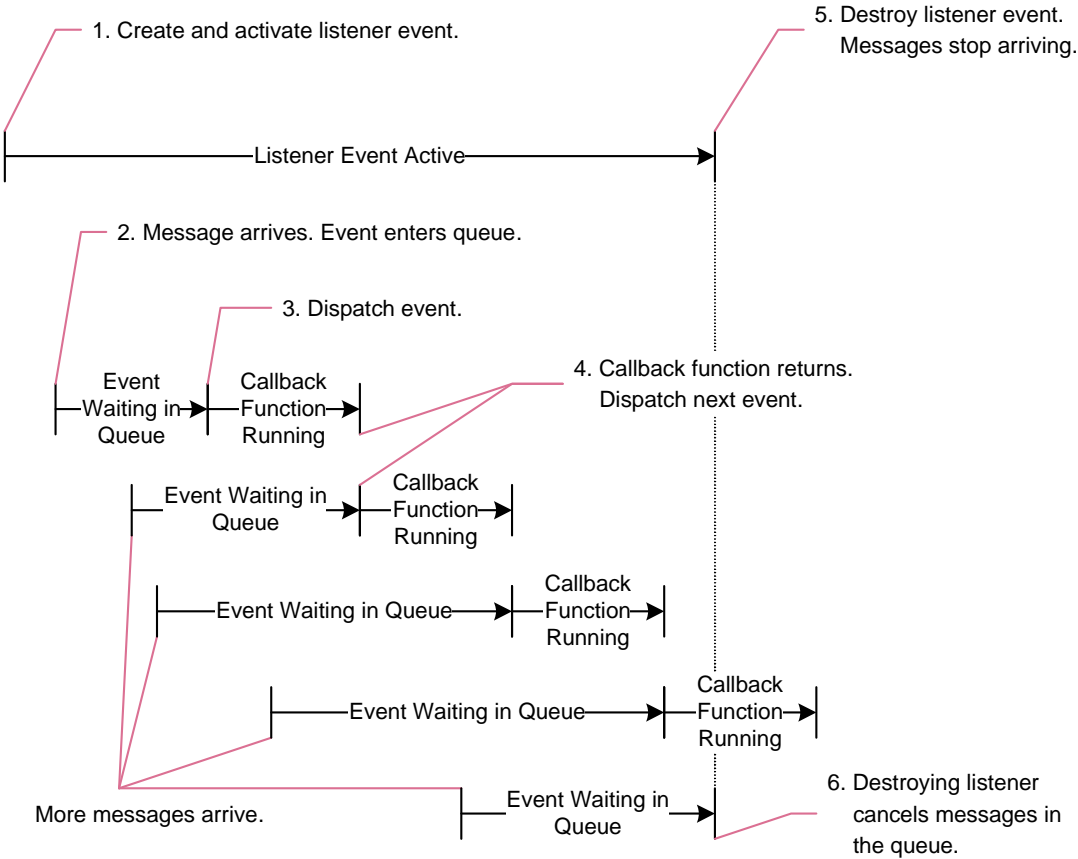 1. Create and activate listener event.
5. Destroy listener event.
Messages stop arriving.
Listener Event Active
2. Message arrives. Event enters queue.
3. Dispatch event.
4. Callback function returns.
Dispatch next event.
Event
Waiting in
Queue
Callback
Function
Running
Event Waiting in
Queue
Callback
Function
Running
Event Waiting in Queue
Callback
Function
Running
Event Waiting in Queue
Callback
Function
Running
More messages arrive.
Event Waiting in
Queue
6. Destroying listener
cancels messages in
the queue.